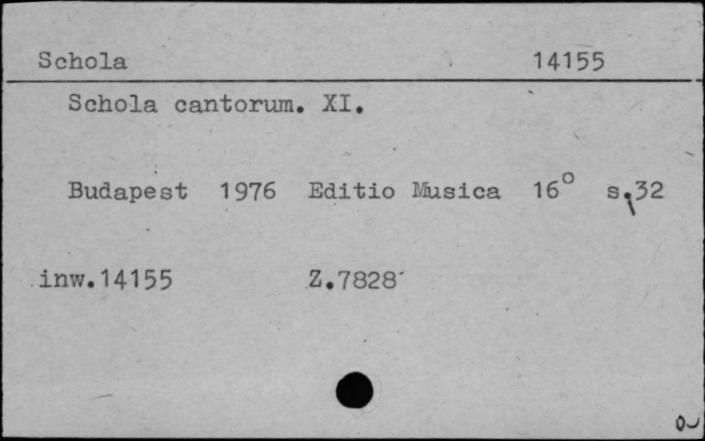 Schola 14155
Schola cantorum. XI.
Budapest 1976 Editio Musica 16° s.32
inw.14155 Z.7828